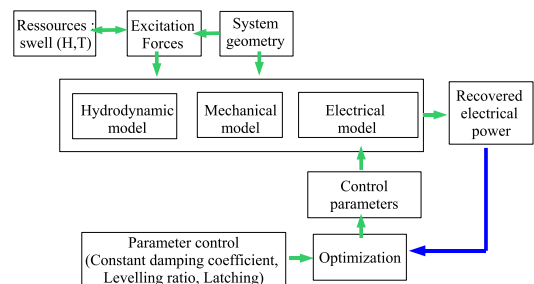 Ressources :
swell (H,T)
Excitation
Forces
System
geometry
Hydrodynamic
model
Mechanical
model
Electrical
model
Recovered
electrical
power
Control
parameters
Parameter control
(Constant damping coefficient,
Levelling ratio, Latching)
Optimization